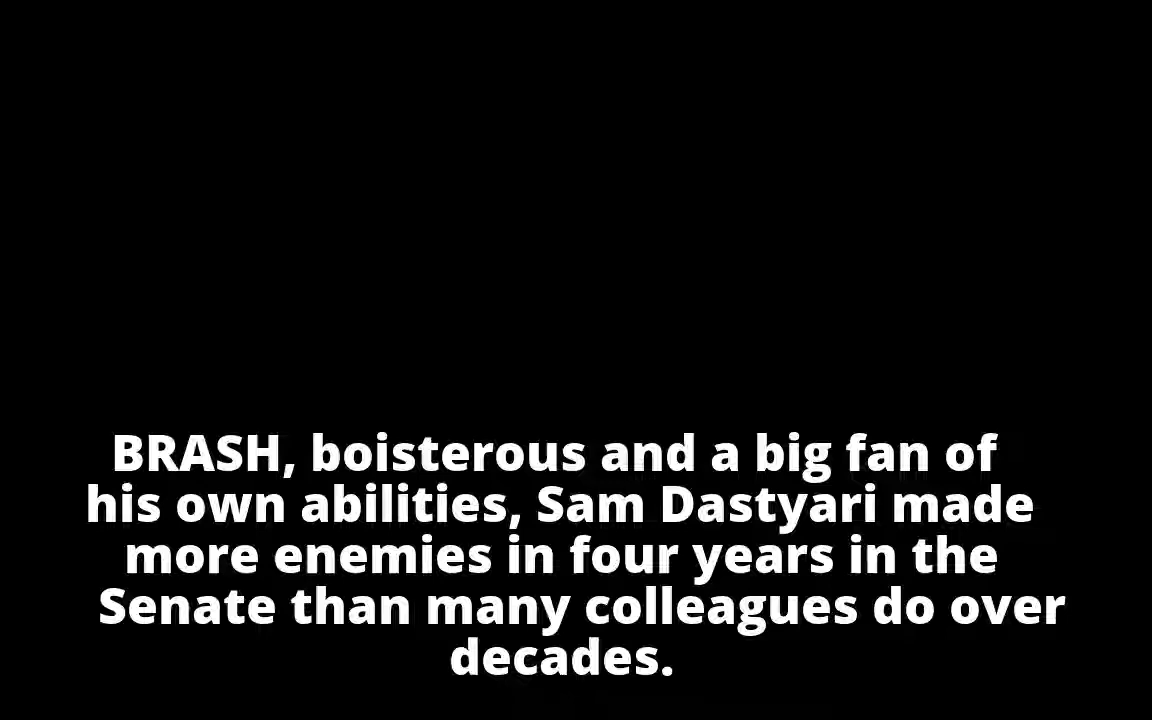 BRASH, boisterous and a big fan of
his own abilities, Sam Dastyari made
more enemies in four years in the
Senate than many colleagues do over
decades.